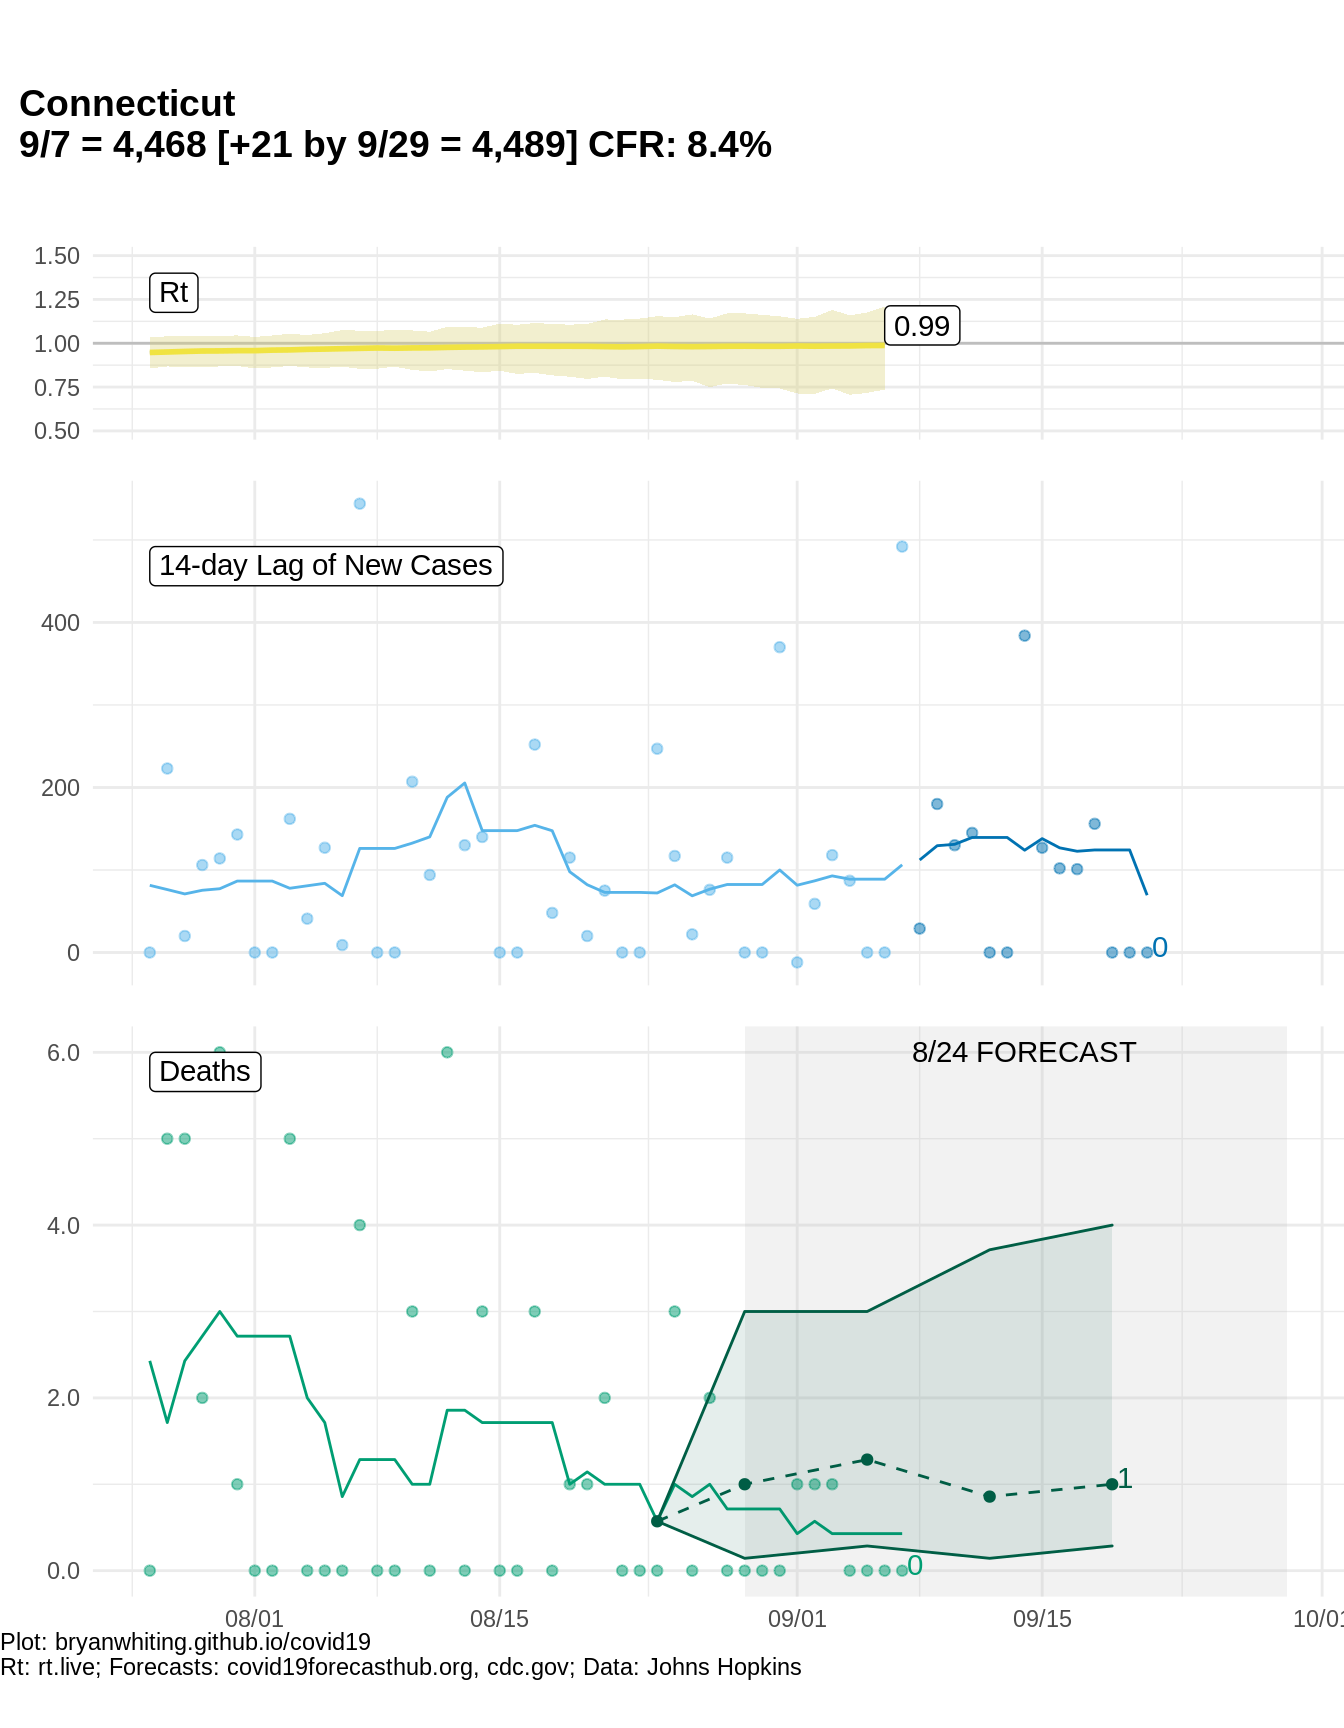 Connecticut
9/7 = 4,468 [+21 by 9/29 = 4,489] CFR: 8.4%
1.50
Rt
1.25
0.99
1.00
0.75
0.50
14-day Lag of New Cases
400
200
0
0
6.0
8/24 FORECAST
Deaths
4.0
2.0
1
0.0
0
08/01
08/15
09/01
09/15
10/01
Plot: bryanwhiting.github.io/covid19
Rt: rt.live; Forecasts: covid19forecasthub.org, cdc.gov; Data: Johns Hopkins